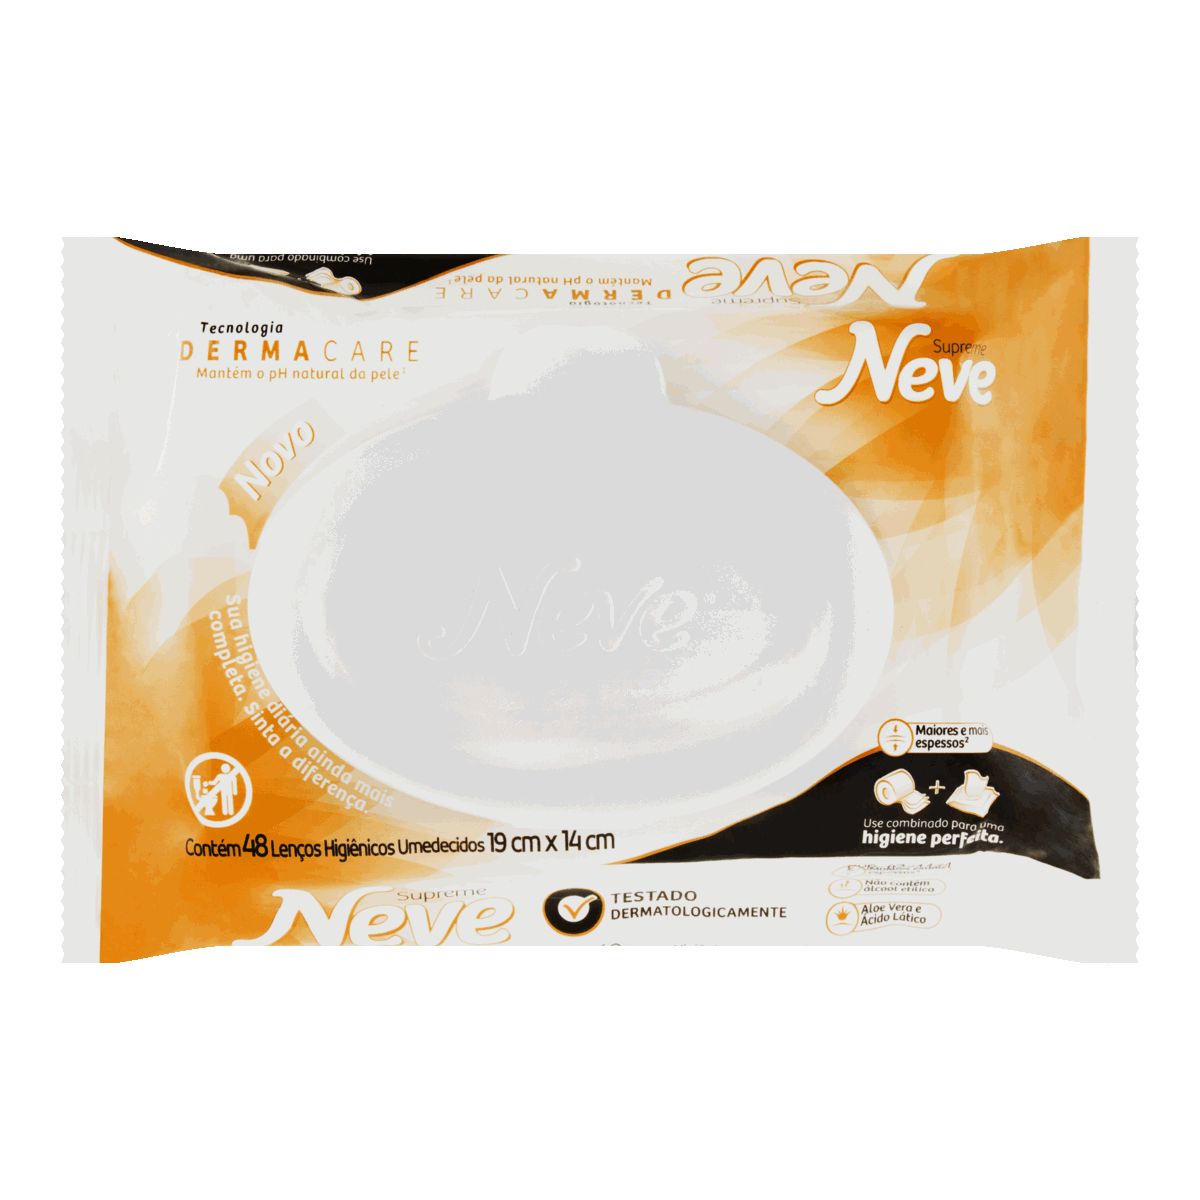 Use combinado para uma
Neve
Supreme
Tecnologia
DERMACARE
Mantém o pH natural da pele
Tecnologia
DERMACARE
Mantém o pH natural da pele
Supreme
Neve
Novo
Neve
Sua higiene diária ainda mais
completa. Sinta a diferença.
Maiores e mais
espessos²
+
Use combinado para uma
higiene perfeita.
Contém 48 Lenços Higiênicos Umedecidos 19 cm x 14 cm
Supreme
Neve
TESTADO
DERMATOLOGICAMENTE
Não contém
álcool etílico
Aloe Vera e
Ácido Lático